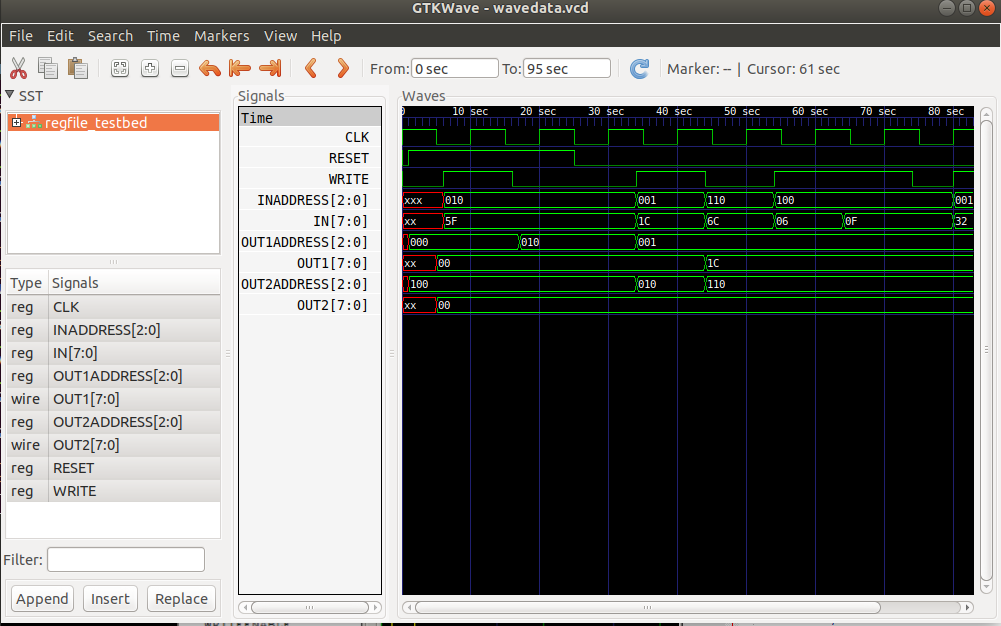 GTKWave - wavedata.vcd
File Edit Search Time Markers View Help
From: 0 sec To: 95 sec Marker: -- | Cursor: 61 sec
SST
regfile_testbed
Type Signals
reg CLK
reg INADDRESS[2:0]
reg IN[7:0]
reg OUT1ADDRESS[2:0]
wire OUT1[7:0]
reg OUT2ADDRESS[2:0]
wire OUT2[7:0]
reg RESET
reg WRITE
Filter:
Append Insert Replace
Signals
Time
CLK
RESET
WRITE
INADDRESS[2:0]
IN[7:0]
OUT1ADDRESS[2:0]
OUT1[7:0]
OUT2ADDRESS[2:0]
OUT2[7:0]
Waves
0 10 sec 20 sec 30 sec 40 sec 50 sec 60 sec 70 sec 80 sec
xxx 010 001 110 100 001
xx 5F 1C 6C 06 0F 32
000 010 001
xx 00 1C
100 010 110
xx 00